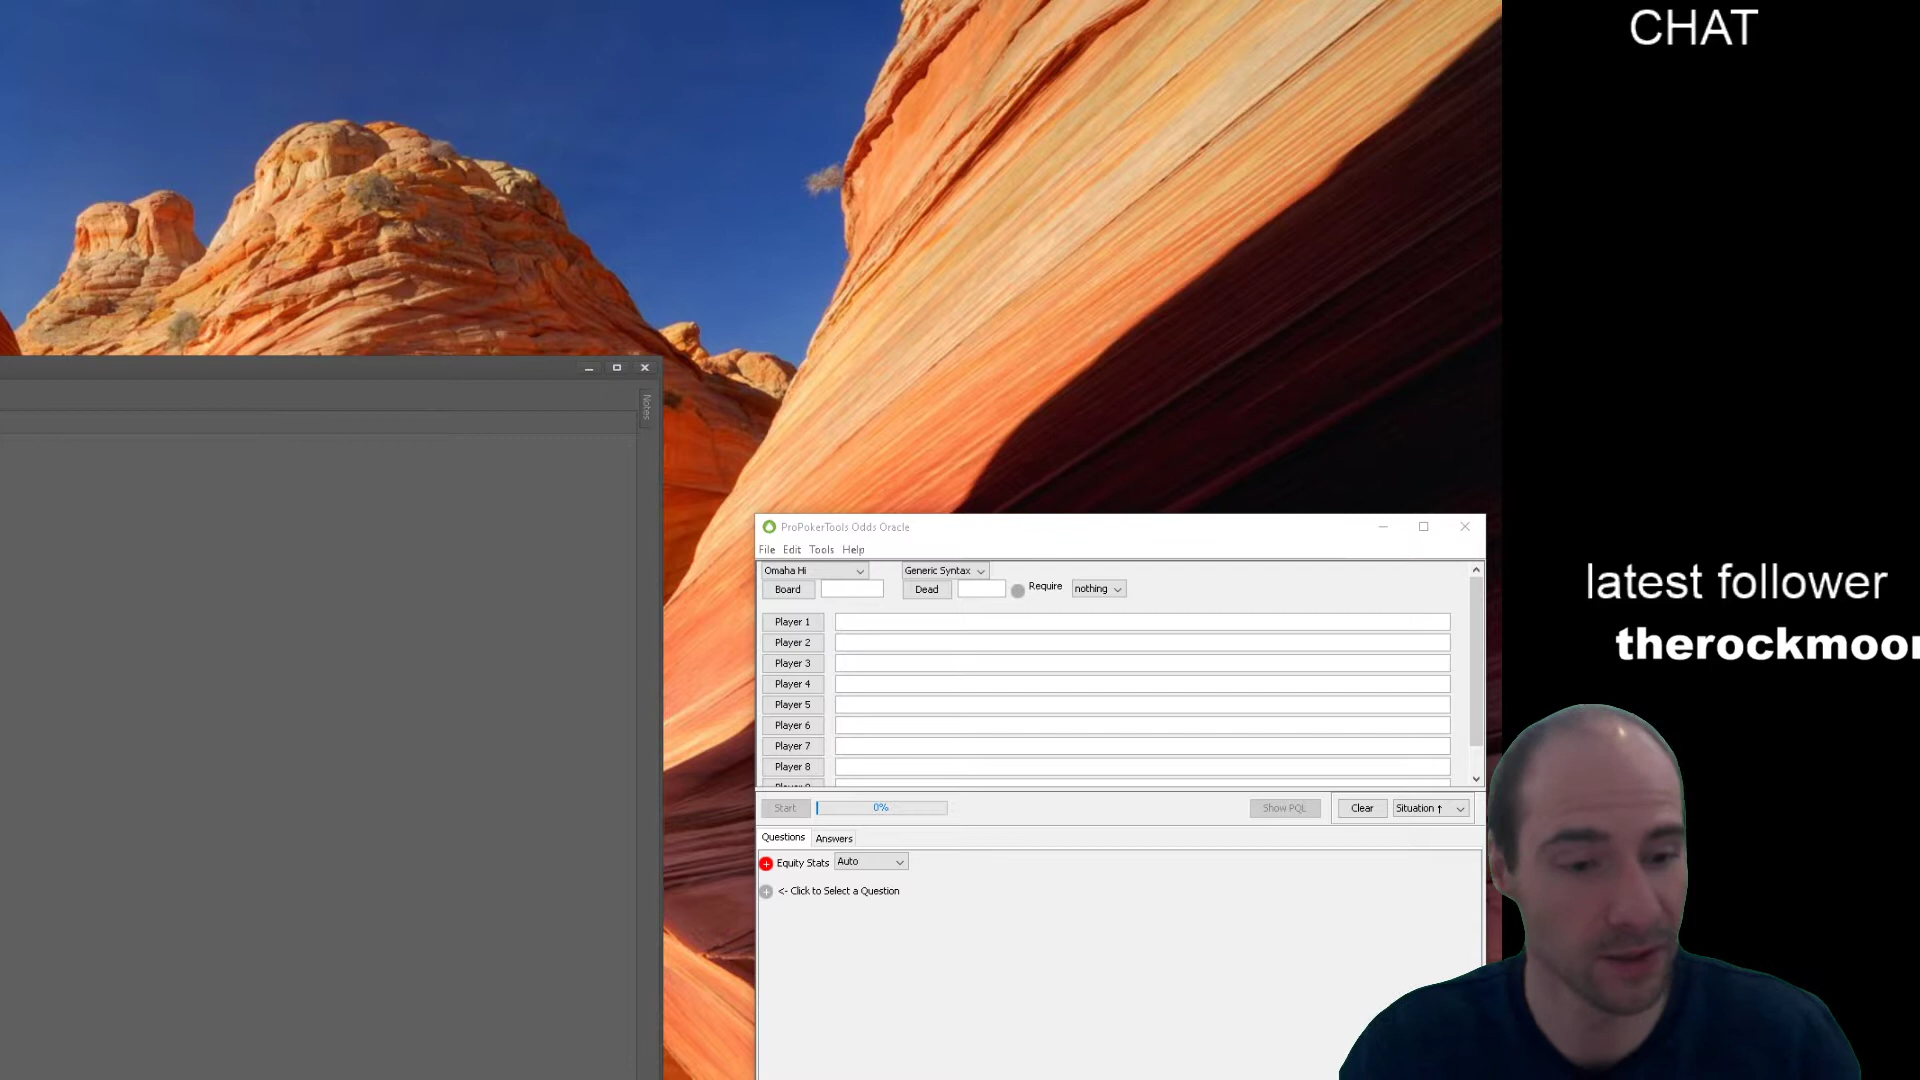 CHAT
Notes
ProPokerTools Odds Oracle
File Edit Tools Help
Omaha Hi Generic Syntax
Board Dead Require nothing
Player 1
Player 2
Player 3
Player 4
Player 5
Player 6
Player 7
Player 8
Start 0% Show PQL Clear Situation ↑
Questions Answers
Equity Stats Auto
<- Click to Select a Question
latest follower
therockmoon